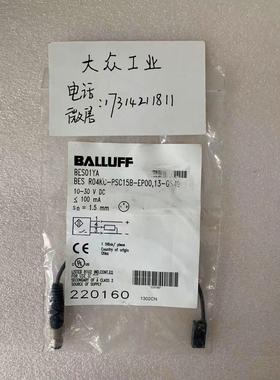 大众工业
电话
微信 17314211811
BALLUFF
BES01YA
BES R04KC-PSC15B-EP00,13-GS49
10-30 V DC
≤ 100 mA
sₙ = 1.5 mm
220160
1302CN